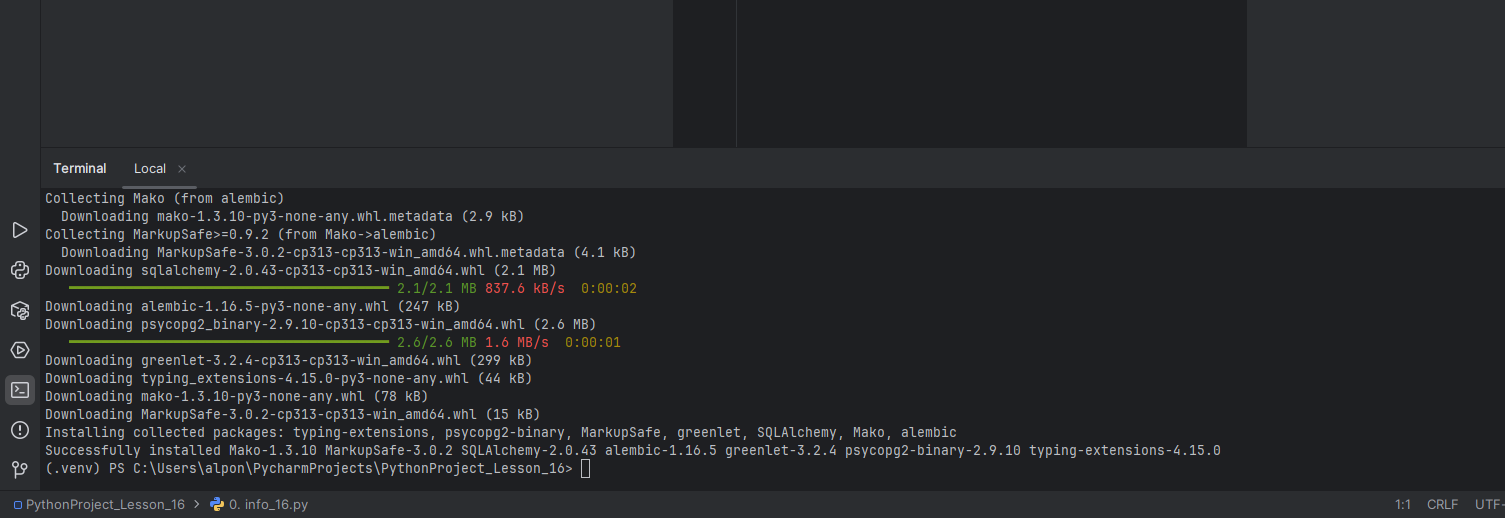 Terminal Local ×
Collecting Mako (from alembic)
Downloading mako-1.3.10-py3-none-any.whl.metadata (2.9 kB)
Collecting MarkupSafe>=0.9.2 (from Mako->alembic)
Downloading MarkupSafe-3.0.2-cp313-cp313-win_amd64.whl.metadata (4.1 kB)
Downloading sqlalchemy-2.0.43-cp313-cp313-win_amd64.whl (2.1 MB)
2.1/2.1 MB 837.6 kB/s 0:00:02
Downloading alembic-1.16.5-py3-none-any.whl (247 kB)
Downloading psycopg2_binary-2.9.10-cp313-cp313-win_amd64.whl (2.6 MB)
2.6/2.6 MB 1.6 MB/s 0:00:01
Downloading greenlet-3.2.4-cp313-cp313-win_amd64.whl (299 kB)
Downloading typing_extensions-4.15.0-py3-none-any.whl (44 kB)
Downloading mako-1.3.10-py3-none-any.whl (78 kB)
Downloading MarkupSafe-3.0.2-cp313-cp313-win_amd64.whl (15 kB)
Installing collected packages: typing-extensions, psycopg2-binary, MarkupSafe, greenlet, SQLAlchemy, Mako, alembic
Successfully installed Mako-1.3.10 MarkupSafe-3.0.2 SQLAlchemy-2.0.43 alembic-1.16.5 greenlet-3.2.4 psycopg2-binary-2.9.10 typing-extensions-4.15.0
(.venv) PS C:\Users\alpon\PycharmProjects\PythonProject_Lesson_16>
PythonProject_Lesson_16 > 0. info_16.py 1:1 CRLF UTF-